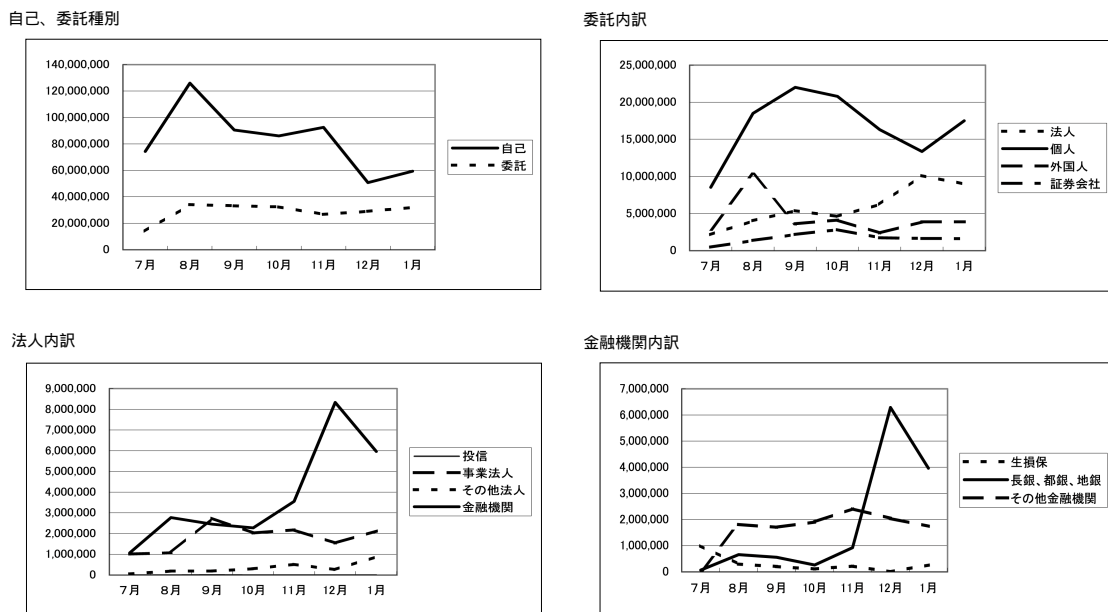 自己、委託種別
140,000,000
120,000,000
100,000,000
80,000,000
60,000,000
40,000,000
20,000,000
0
7月 8月 9月 10月 11月 12月 1月
自己
委託
委託内訳
25,000,000
20,000,000
15,000,000
10,000,000
5,000,000
0
7月 8月 9月 10月 11月 12月 1月
法人
個人
外国人
証券会社
法人内訳
9,000,000
8,000,000
7,000,000
6,000,000
5,000,000
4,000,000
3,000,000
2,000,000
1,000,000
0
7月 8月 9月 10月 11月 12月 1月
投信
事業法人
その他法人
金融機関
金融機関内訳
7,000,000
6,000,000
5,000,000
4,000,000
3,000,000
2,000,000
1,000,000
0
7月 8月 9月 10月 11月 12月 1月
生損保
長銀、都銀、地銀
その他金融機関